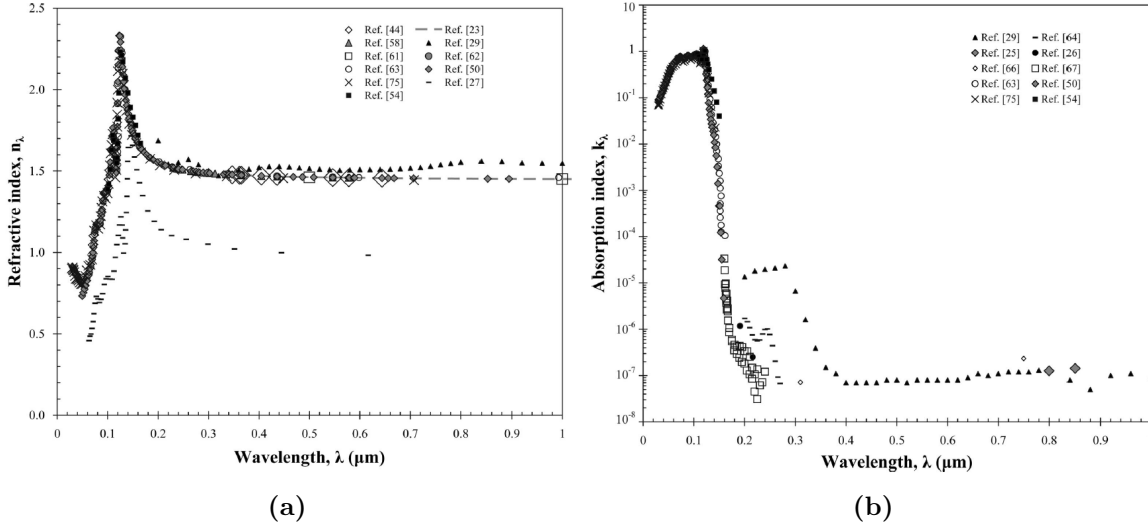 2.5
2.0
1.5
1.0
0.5
0.0
Refractive index, nλ
0 0.1 0.2 0.3 0.4 0.5 0.6 0.7 0.8 0.9 1
Wavelength, λ (μm)
Ref. [44] Ref. [23]
Ref. [58] Ref. [29]
Ref. [61] Ref. [62]
Ref. [63] Ref. [50]
Ref. [75] Ref. [27]
Ref. [54]
(a)
10
1
10-1
10-2
10-3
10-4
10-5
10-6
10-7
10-8
Absorption index, kλ
0 0.1 0.2 0.3 0.4 0.5 0.6 0.7 0.8 0.9
Wavelength, λ (μm)
Ref. [29] Ref. [64]
Ref. [25] Ref. [26]
Ref. [66] Ref. [67]
Ref. [63] Ref. [50]
Ref. [75] Ref. [54]
(b)